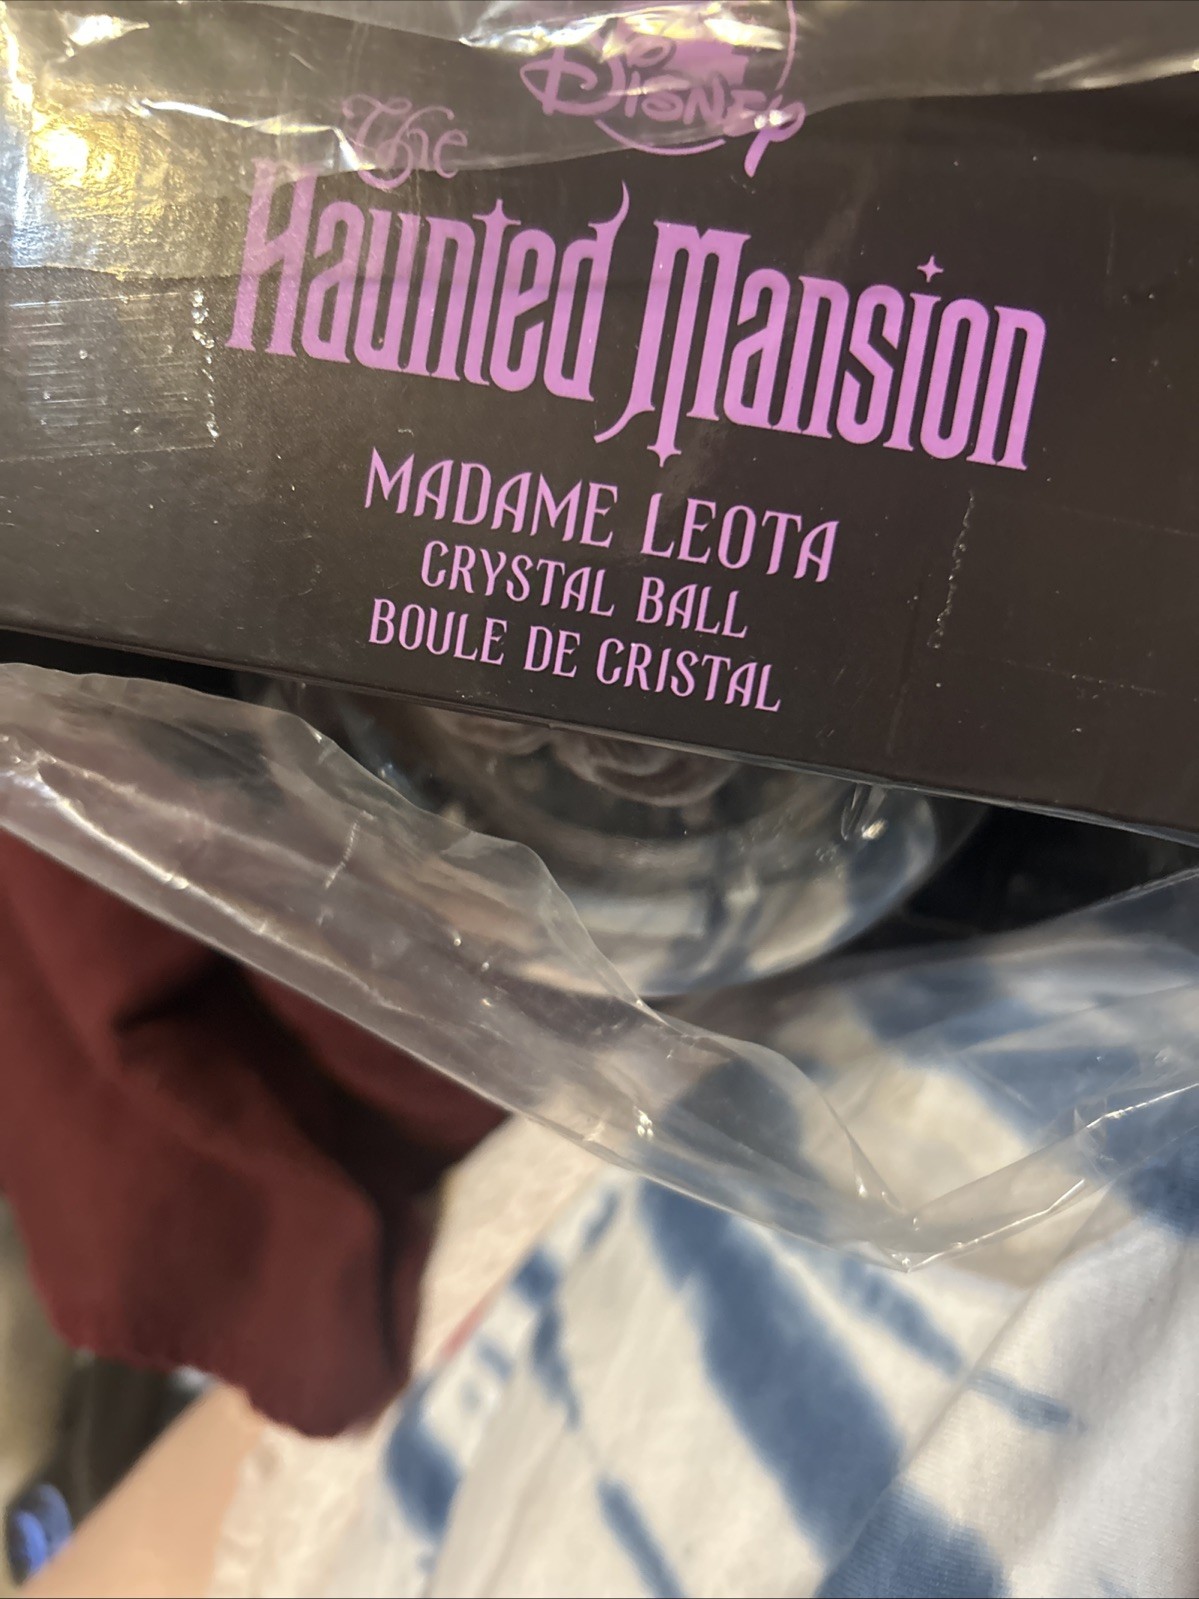 Disney
The
Haunted Mansion
MADAME LEOTA
CRYSTAL BALL
BOULE DE CRISTAL